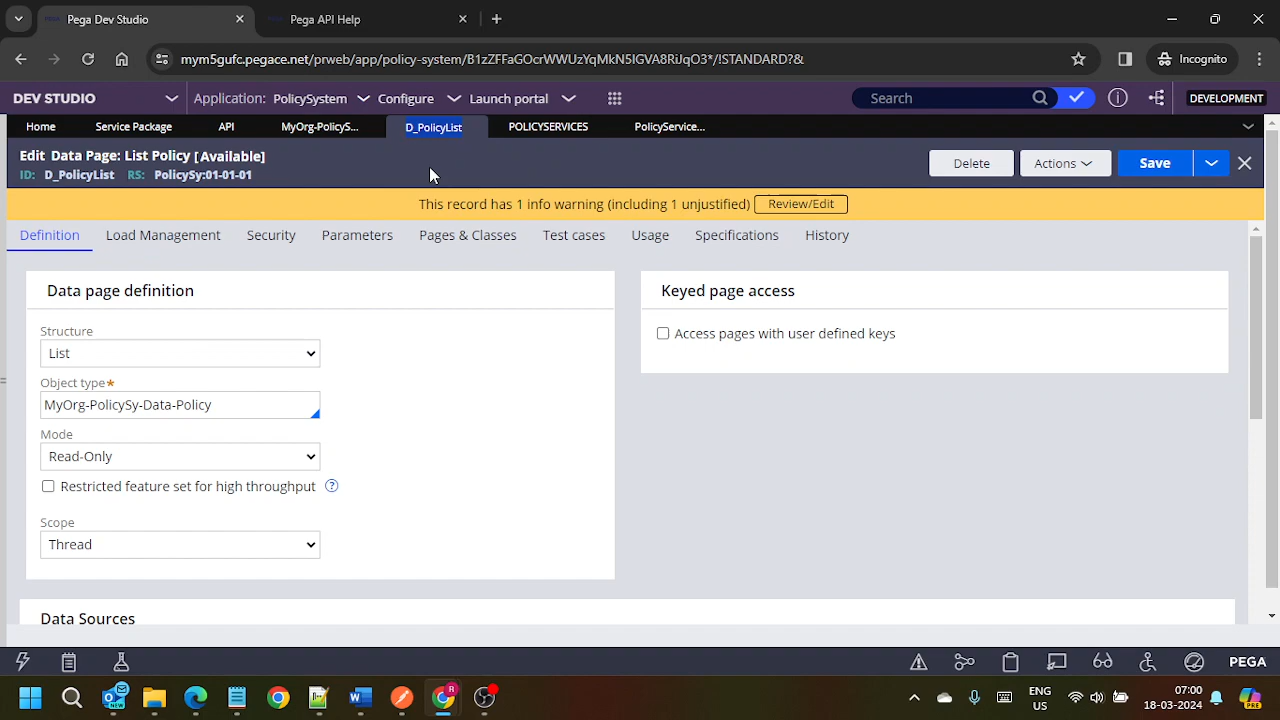 Pega Dev Studio
Pega API Help
mym5gufc.pegace.net/prweb/app/policy-system/B1zZFFaGOcrWWUzYqMkN5IGVA8RiJqO3*/!STANDARD?&
Incognito
DEV STUDIO
Application: PolicySystem
Configure
Launch portal
Search
DEVELOPMENT
Home
Service Package
API
MyOrg-PolicyS...
D_PolicyList
POLICYSERVICES
PolicyService...
Edit Data Page: List Policy [Available]
ID: D_PolicyList RS: PolicySy:01-01-01
Delete
Actions
Save
This record has 1 info warning (including 1 unjustified)
Review/Edit
Definition
Load Management
Security
Parameters
Pages & Classes
Test cases
Usage
Specifications
History
Data page definition
Structure
List
Object type*
MyOrg-PolicySy-Data-Policy
Mode
Read-Only
Restricted feature set for high throughput
Scope
Thread
Keyed page access
Access pages with user defined keys
Data Sources
PEGA
ENG
US
07:00
18-03-2024